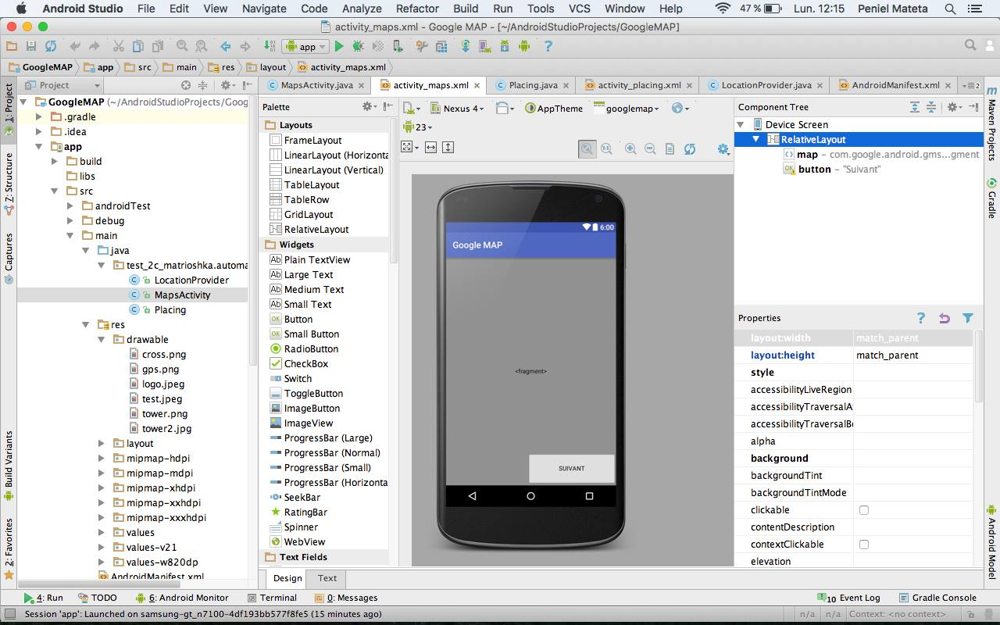 Android Studio File Edit View Navigate Code Analyze Refactor Build Run Tools VCS Window Help 47 % Lun. 12:15 Peniel Mateta
activity_maps.xml - Google MAP - [~/AndroidStudioProjects/GoogleMAP]
app
GoogleMAP app src main res layout activity_maps.xml
Project
MapsActivity.java activity_maps.xml Placing.java activity_placing.xml LocationProvider.java AndroidManifest.xml 2
1: Project
Z: Structure
Captures
Build Variants
2: Favorites
GoogleMAP (~/AndroidStudioProjects/Goog
.gradle
.idea
app
build
libs
src
androidTest
debug
main
java
test_2c_matrioshka.automa
LocationProvider
MapsActivity
Placing
res
drawable
cross.png
gps.png
logo.jpeg
test.jpeg
tower.png
tower2.jpg
layout
mipmap-hdpi
mipmap-mdpi
mipmap-xhdpi
mipmap-xxhdpi
mipmap-xxxhdpi
values
values-v21
values-w820dp
AndroidManifest.xml
Palette
Layouts
FrameLayout
LinearLayout (Horizonta
LinearLayout (Vertical)
TableLayout
TableRow
GridLayout
RelativeLayout
Widgets
Ab Plain TextView
Ab Large Text
Ab Medium Text
Ab Small Text
OK Button
OK Small Button
RadioButton
CheckBox
Switch
ToggleButton
ImageButton
ImageView
ProgressBar (Large)
ProgressBar (Normal)
ProgressBar (Small)
ProgressBar (Horizonta
SeekBar
RatingBar
Spinner
WebView
Text Fields
Nexus 4 AppTheme googlemap
23
6:00
Google MAP
<fragment>
SUIVANT
Design Text
Component Tree
Device Screen
RelativeLayout
map - com.google.android.gms...gment
OK button - "Suivant"
Properties ?
layout:width match_parent
layout:height match_parent
style
accessibilityLiveRegion
accessibilityTraversalA
accessibilityTraversalBe
alpha
background
backgroundTint
backgroundTintMode
clickable
contentDescription
contextClickable
elevation
m Maven Projects
Gradle
Android Model
4: Run TODO 6: Android Monitor Terminal 0: Messages 10 Event Log Gradle Console
Session 'app': Launched on samsung-gt_n7100-4df193bb577f8fe5 (15 minutes ago) n/a n/a Context: <no context>